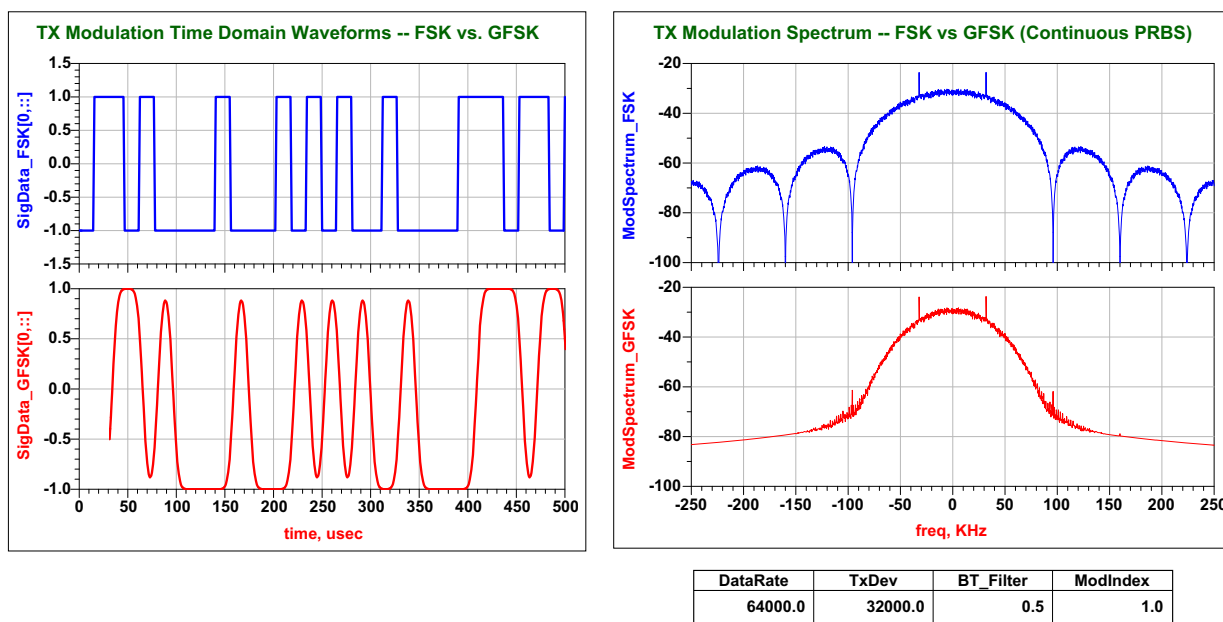 TX Modulation Time Domain Waveforms -- FSK vs. GFSK
SigData_FSK[0,::]
1.5
1.0
0.5
0.0
-0.5
-1.0
-1.5
SigData_GFSK[0,::]
1.0
0.5
0.0
-0.5
-1.0
0 50 100 150 200 250 300 350 400 450 500
time, usec
TX Modulation Spectrum -- FSK vs GFSK (Continuous PRBS)
ModSpectrum_FSK
-20
-40
-60
-80
-100
ModSpectrum_GFSK
-20
-40
-60
-80
-100
-250 -200 -150 -100 -50 0 50 100 150 200 250
freq, KHz
DataRate TxDev BT_Filter ModIndex
64000.0 32000.0 0.5 1.0